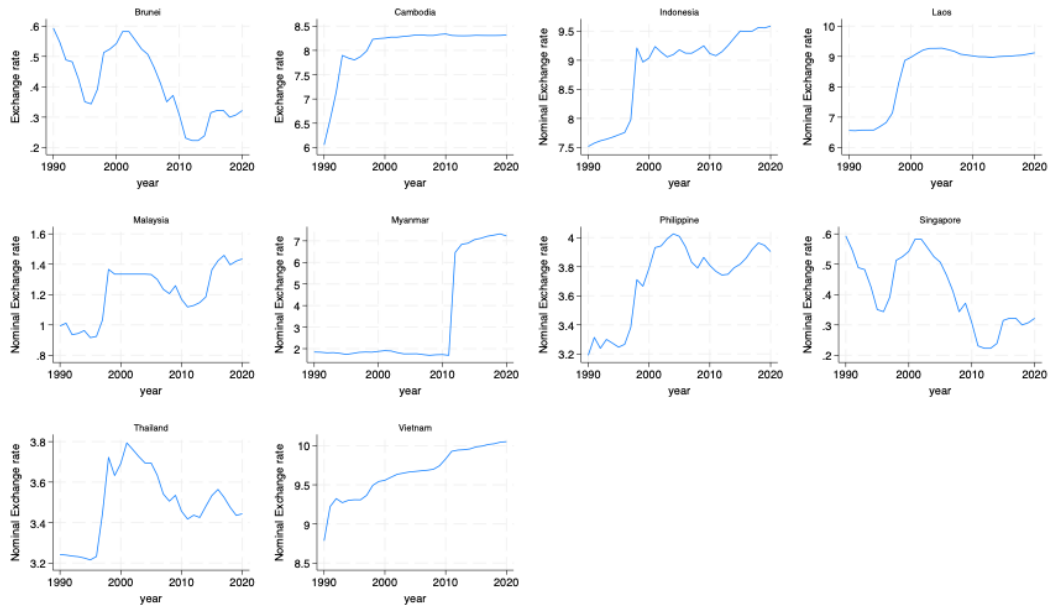 Brunei
Exchange rate
.6
.5
.4
.3
.2
1990 2000 2010 2020
year
Cambodia
Exchange rate
8.5
8
7.5
7
6.5
6
1990 2000 2010 2020
year
Indonesia
Nominal Exchange rate
9.5
9
8.5
8
7.5
1990 2000 2010 2020
year
Laos
Nominal Exchange rate
10
9
8
7
6
1990 2000 2010 2020
year
Malaysia
Nominal Exchange rate
1.6
1.4
1.2
1
.8
1990 2000 2010 2020
year
Myanmar
Nominal Exchange rate
7
6
5
4
3
2
1990 2000 2010 2020
year
Philippine
Nominal Exchange rate
4
3.8
3.6
3.4
3.2
1990 2000 2010 2020
year
Singapore
Nominal Exchange rate
.6
.5
.4
.3
.2
1990 2000 2010 2020
year
Thailand
Nominal Exchange rate
3.8
3.6
3.4
3.2
1990 2000 2010 2020
year
Vietnam
Nominal Exchange rate
10
9.5
9
8.5
1990 2000 2010 2020
year